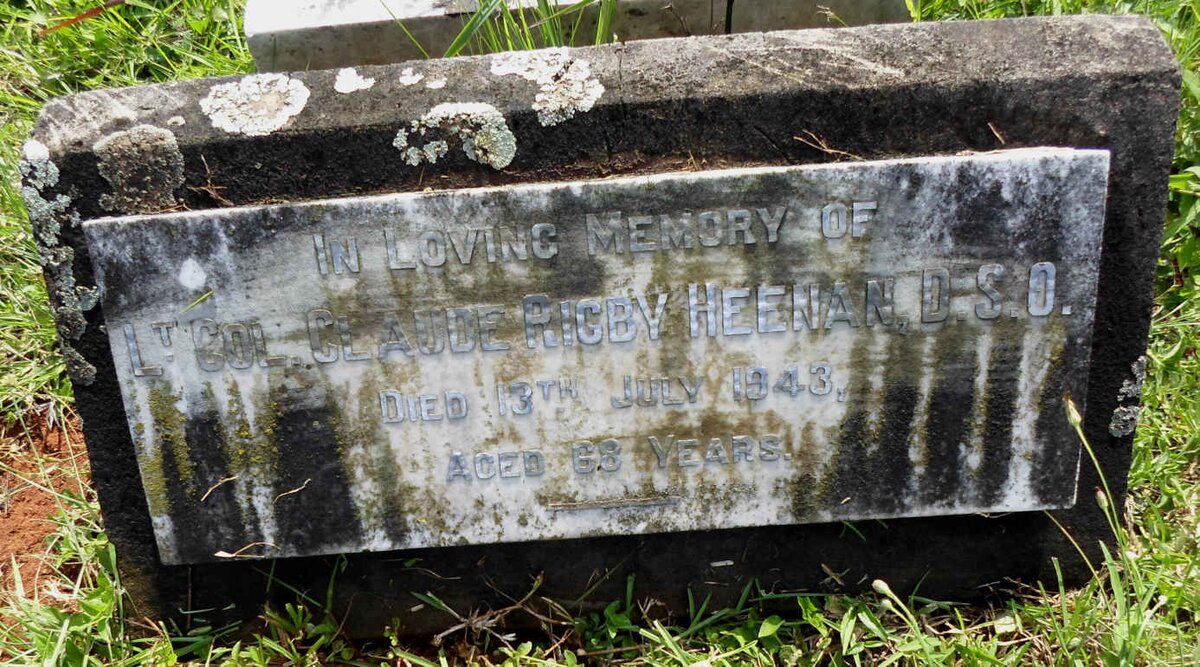 IN LOVING MEMORY OF
LT COL. CLAUDE RIGBY HEENAN, D.S.O.
DIED 13TH JULY 1943,
AGED 68 YEARS.